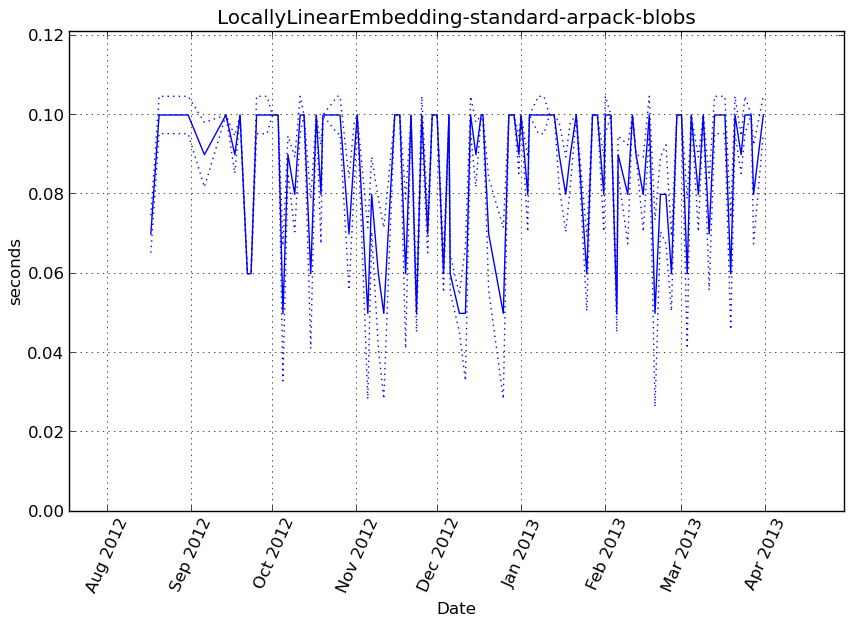 LocallyLinearEmbedding-standard-arpack-blobs
0.12
0.10
0.08
0.06
0.04
0.02
0.00
seconds
Aug 2012
Sep 2012
Oct 2012
Nov 2012
Dec 2012
Jan 2013
Feb 2013
Mar 2013
Apr 2013
Date